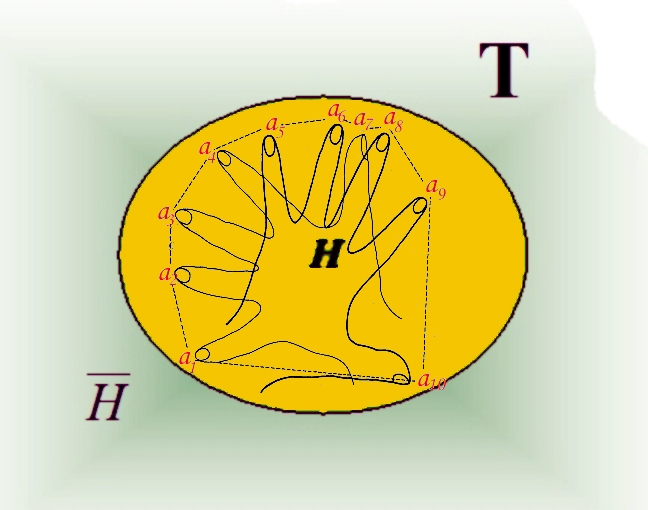 T
a₆ a₇ a₈
a₅
a₄
a₉
a₃
H
a₂
a₁
H̅
a₁₀